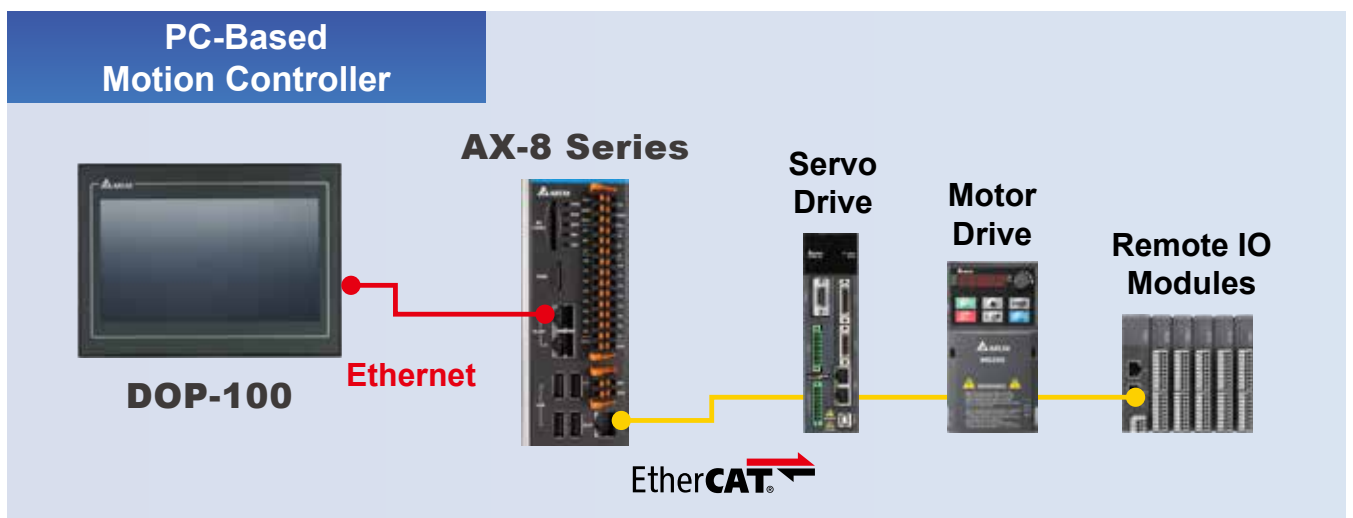 PC-Based
Motion Controller
AX-8 Series
Servo
Drive
Motor
Drive
Remote IO
Modules
Ethernet
DOP-100
EtherCAT®